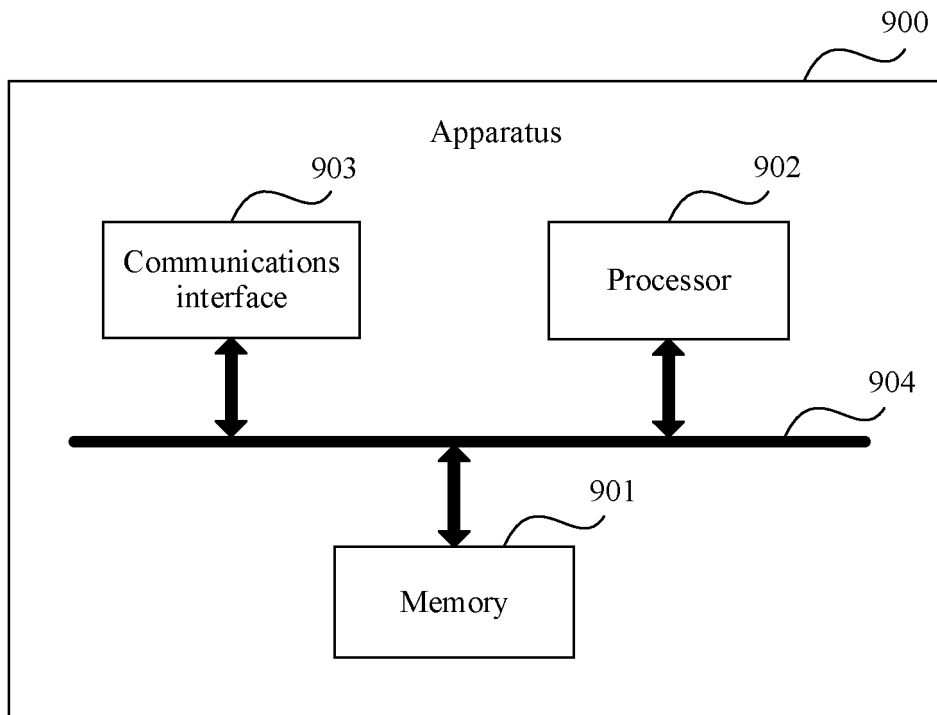 900
Apparatus
903
902
Communications
interface
Processor
904
901
Memory